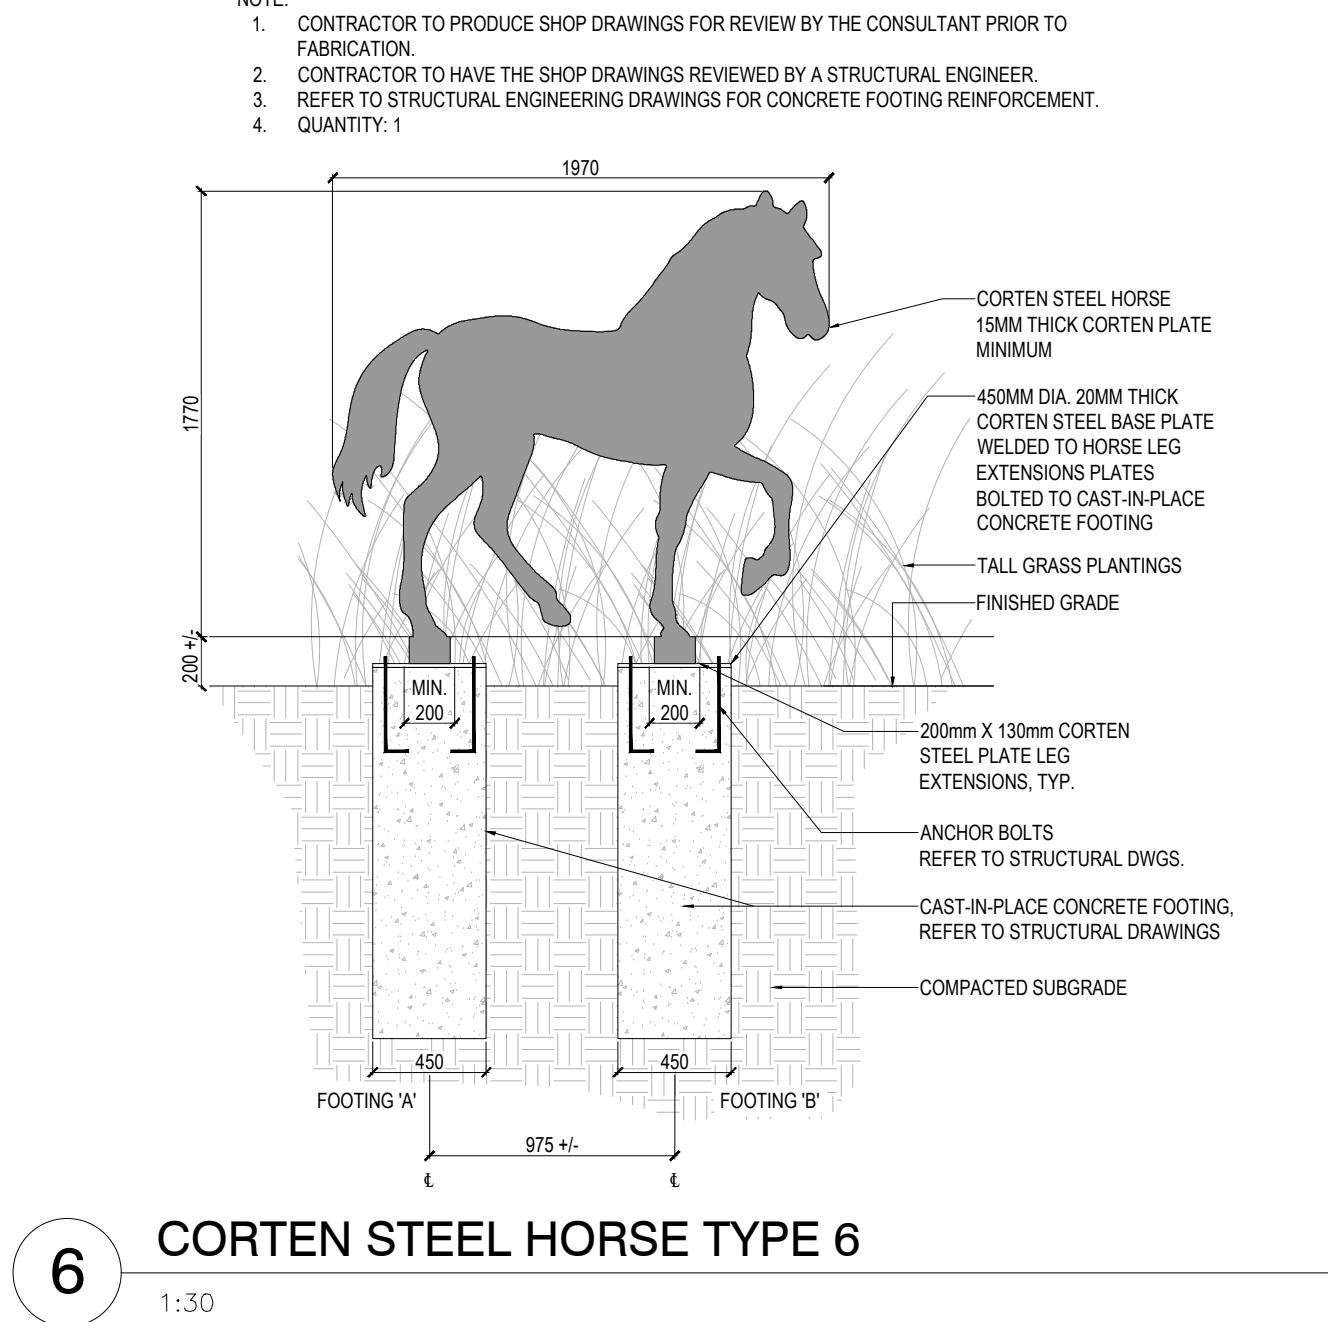 NOTE:
1. CONTRACTOR TO PRODUCE SHOP DRAWINGS FOR REVIEW BY THE CONSULTANT PRIOR TO
FABRICATION.
2. CONTRACTOR TO HAVE THE SHOP DRAWINGS REVIEWED BY A STRUCTURAL ENGINEER.
3. REFER TO STRUCTURAL ENGINEERING DRAWINGS FOR CONCRETE FOOTING REINFORCEMENT.
4. QUANTITY: 1
1970
1770
200 +/-
CORTEN STEEL HORSE
15MM THICK CORTEN PLATE
MINIMUM
450MM DIA. 20MM THICK
CORTEN STEEL BASE PLATE
WELDED TO HORSE LEG
EXTENSIONS PLATES
BOLTED TO CAST-IN-PLACE
CONCRETE FOOTING
TALL GRASS PLANTINGS
FINISHED GRADE
MIN.
200
MIN.
200
200mm X 130mm CORTEN
STEEL PLATE LEG
EXTENSIONS, TYP.
ANCHOR BOLTS
REFER TO STRUCTURAL DWGS.
CAST-IN-PLACE CONCRETE FOOTING,
REFER TO STRUCTURAL DRAWINGS
COMPACTED SUBGRADE
450
450
FOOTING 'A'
FOOTING 'B'
975 +/-
℄
℄
6
CORTEN STEEL HORSE TYPE 6
1:30